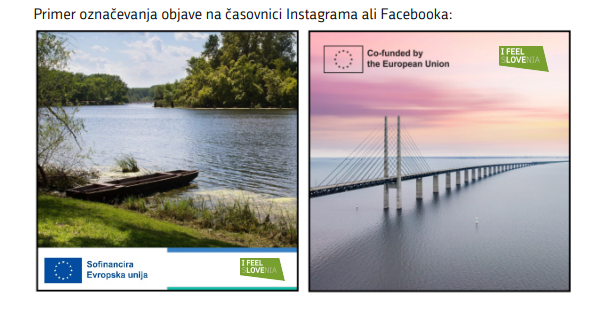 Primer označevanja objave na časovnici Instagrama ali Facebooka:
Co-funded by
the European Union
I FEEL
SLOVENIA
Sofinancira
Evropska unija
I FEEL
SLOVENIA